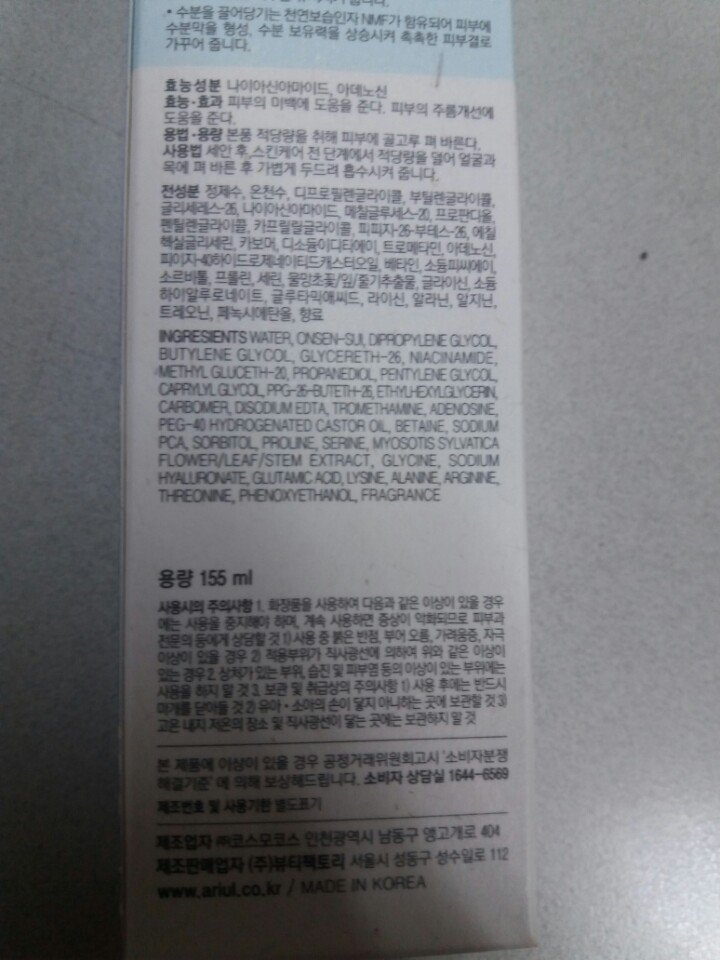 • 수분을 끌어당기는 천연보습인자 NMF가 함유되어 피부에
수분막을 형성, 수분 보유력을 상승시켜 촉촉한 피부결로
가꾸어 줍니다.
효능성분 나이아신아마이드, 아데노신
효능·효과 피부의 미백에 도움을 준다. 피부의 주름개선에
도움을 준다.
용법·용량 본품 적당량을 취해 피부에 골고루 펴 바른다.
사용법 세안 후, 스킨케어 전 단계에서 적당량을 덜어 얼굴과
목에 펴 바른 후 가볍게 두드려 흡수시켜 줍니다.
전성분 정제수, 온천수, 디프로필렌글라이콜, 부틸렌글라이콜,
글리세레스-26, 나이아신아마이드, 메칠글루세스-20, 프로판디올,
펜틸렌글라이콜, 카프릴릴글라이콜, 피피지-26-부테스-26, 에칠
헥실글리세린, 카보머, 디소듐이디티에이, 트로메타민, 아데노신,
피이지-40하이드로제네이티드캐스터오일, 베타인, 소듐피씨에이,
소르비톨, 프롤린, 세린, 물망초꽃/잎/줄기추출물, 글라이신, 소듐
하이알루로네이트, 글루타믹애씨드, 라이신, 알라닌, 알지닌,
트레오닌, 페녹시에탄올, 향료
INGRESIENTS WATER, ONSEN-SUI, DIPROPYLENE GLYCOL,
BUTYLENE GLYCOL, GLYCERETH-26, NIACINAMIDE,
METHYL GLUCETH-20, PROPANEDIOL, PENTYLENE GLYCOL,
CAPRYLYL GLYCOL, PPG-26-BUTETH-26, ETHYLHEXYLGLYCERIN,
CARBOMER, DISODIUM EDTA, TROMETHAMINE, ADENOSINE,
PEG-40 HYDROGENATED CASTOR OIL, BETAINE, SODIUM
PCA, SORBITOL, PROLINE, SERINE, MYOSOTIS SYLVATICA
FLOWER/LEAF/STEM EXTRACT, GLYCINE, SODIUM
HYALURONATE, GLUTAMIC ACID, LYSINE, ALANINE, ARGININE,
THREONINE, PHENOXYETHANOL, FRAGRANCE
용량 155 ml
사용시의 주의사항 1. 화장품을 사용하여 다음과 같은 이상이 있을 경우
에는 사용을 중지해야 하며, 계속 사용하면 증상이 악화되므로 피부과
전문의 등에게 상담할 것 1) 사용 중 붉은 반점, 부어 오름, 가려움증, 자극
이상이 있을 경우 2) 적용부위가 직사광선에 의하여 위와 같은 이상이
있는 경우 2. 상처가 있는 부위, 습진 및 피부염 등의 이상이 있는 부위에는
사용을 하지 말 것 3. 보관 및 취급상의 주의사항 1) 사용 후에는 반드시
마개를 닫아둘 것 2) 유아·소아의 손이 닿지 아니하는 곳에 보관할 것 3)
고온 내지 저온의 장소 및 직사광선이 닿는 곳에는 보관하지 말 것
본 제품에 이상이 있을 경우 공정거래위원회고시 '소비자분쟁
해결기준'에 의해 보상해드립니다. 소비자 상담실 1644-6569
제조번호 및 사용기한 별도표기
제조업자 ㈜코스모코스 인천광역시 남동구 앵고개로 404
제조판매업자 (주)뷰티팩토리 서울시 성동구 성수일로 112
www.ariul.co.kr / MADE IN KOREA